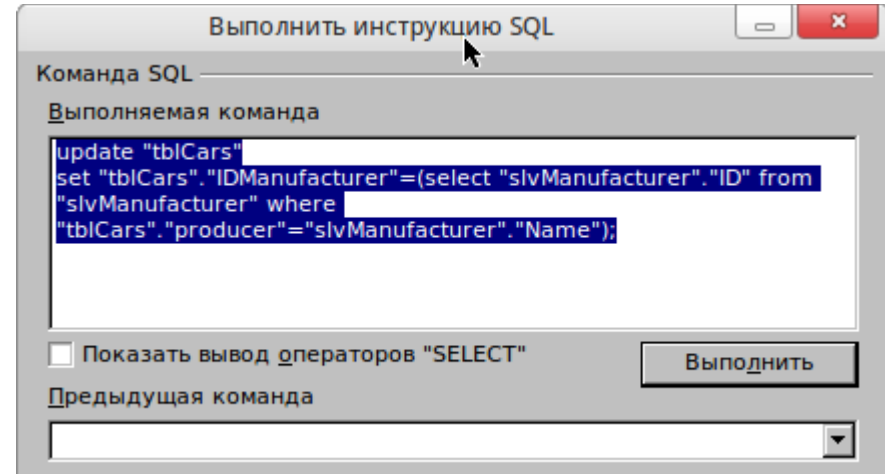 Выполнить инструкцию SQL
Команда SQL
Выполняемая команда
update "tblCars"
set "tblCars"."IDManufacturer"=(select "slvManufacturer"."ID" from
"slvManufacturer" where
"tblCars"."producer"="slvManufacturer"."Name");
Показать вывод операторов "SELECT"
Выполнить
Предыдущая команда